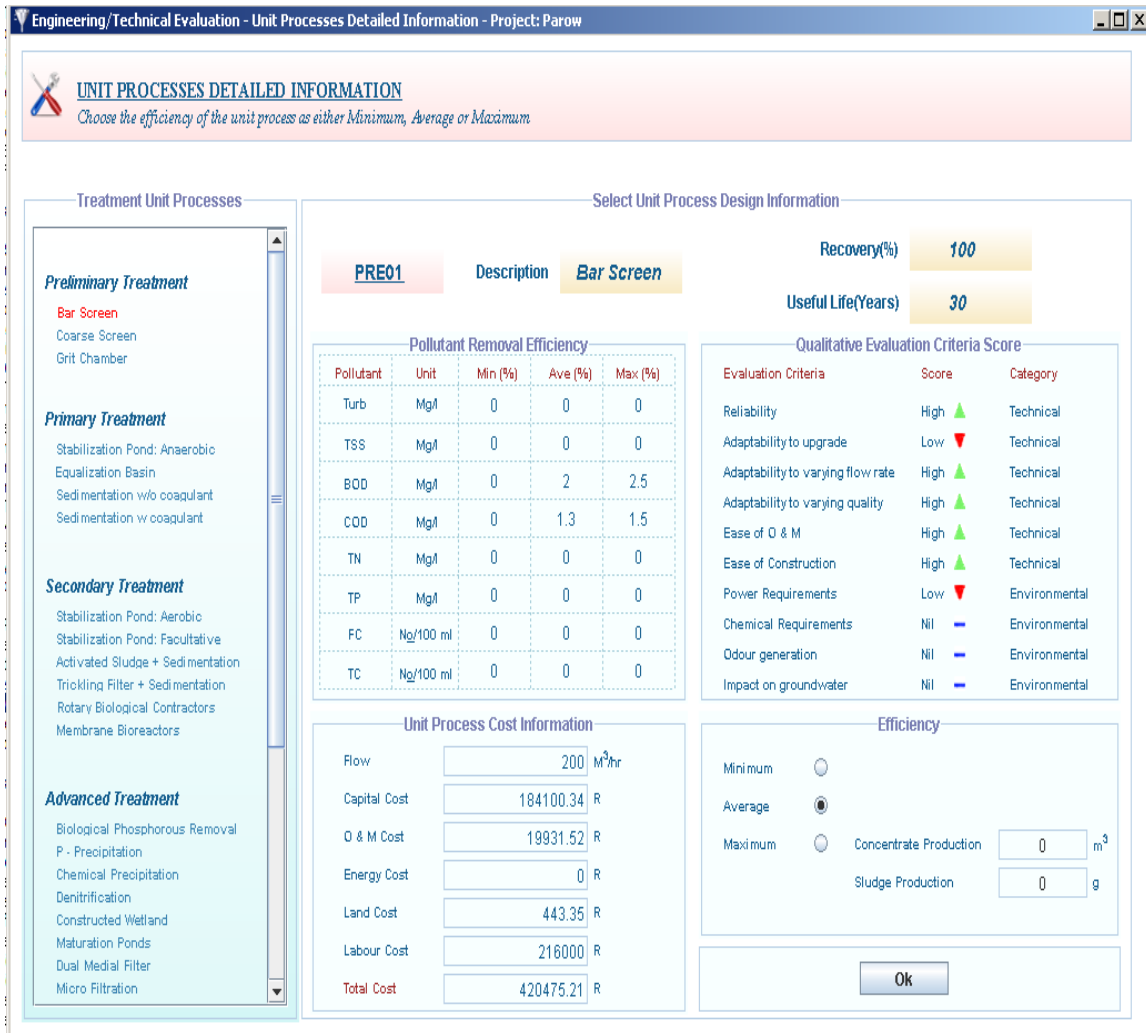 Engineering/Technical Evaluation - Unit Processes Detailed Information - Project: Parow
UNIT PROCESSES DETAILED INFORMATION
Choose the efficiency of the unit process as either Minimum, Average or Maximum
Treatment Unit Processes
Preliminary Treatment
Bar Screen
Coarse Screen
Grit Chamber
Primary Treatment
Stabilization Pond: Anaerobic
Equalization Basin
Sedimentation w/o coagulant
Sedimentation w coagulant
Secondary Treatment
Stabilization Pond: Aerobic
Stabilization Pond: Facultative
Activated Sludge + Sedimentation
Trickling Filter + Sedimentation
Rotary Biological Contractors
Membrane Bioreactors
Advanced Treatment
Biological Phosphorous Removal
P - Precipitation
Chemical Precipitation
Denitrification
Constructed Wetland
Maturation Ponds
Dual Medial Filter
Micro Filtration
Select Unit Process Design Information
PRE01 Description Bar Screen
Recovery(%) 100
Useful Life(Years) 30
Pollutant Removal Efficiency
Pollutant Unit Min (%) Ave (%) Max (%)
Turb Mg/l 0 0 0
TSS Mg/l 0 0 0
BOD Mg/l 0 2 2.5
COD Mg/l 0 1.3 1.5
TN Mg/l 0 0 0
TP Mg/l 0 0 0
FC No/100 ml 0 0 0
TC No/100 ml 0 0 0
Qualitative Evaluation Criteria Score
Evaluation Criteria Score Category
Reliability High Technical
Adaptability to upgrade Low Technical
Adaptability to varying flow rate High Technical
Adaptability to varying quality High Technical
Ease of O & M High Technical
Ease of Construction High Technical
Power Requirements Low Environmental
Chemical Requirements Nil Environmental
Odour generation Nil Environmental
Impact on groundwater Nil Environmental
Unit Process Cost Information
Flow 200 M³/hr
Capital Cost 184100.34 R
O & M Cost 19931.52 R
Energy Cost 0 R
Land Cost 443.35 R
Labour Cost 216000 R
Total Cost 420475.21 R
Efficiency
Minimum
Average
Maximum
Concentrate Production 0 m³
Sludge Production 0 g
Ok